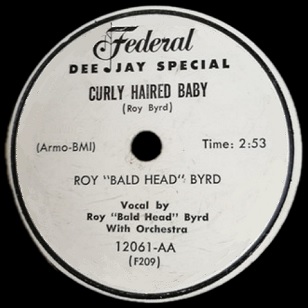 Federal
DEE JAY SPECIAL
CURLY HAIRED BABY
(Roy Byrd)
(Armo-BMI)
Time: 2:53
ROY "BALD HEAD" BYRD
Vocal by
Roy "Bald Head" Byrd
With Orchestra
12061-AA
(F209)